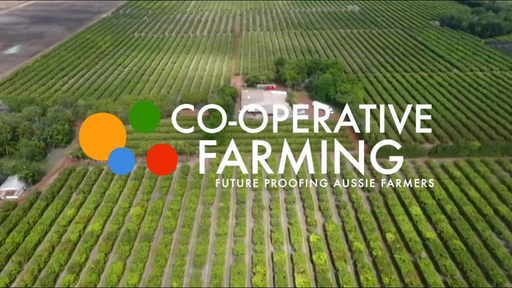 CO-OPERATIVE
FARMING
FUTURE PROOFING AUSSIE FARMERS